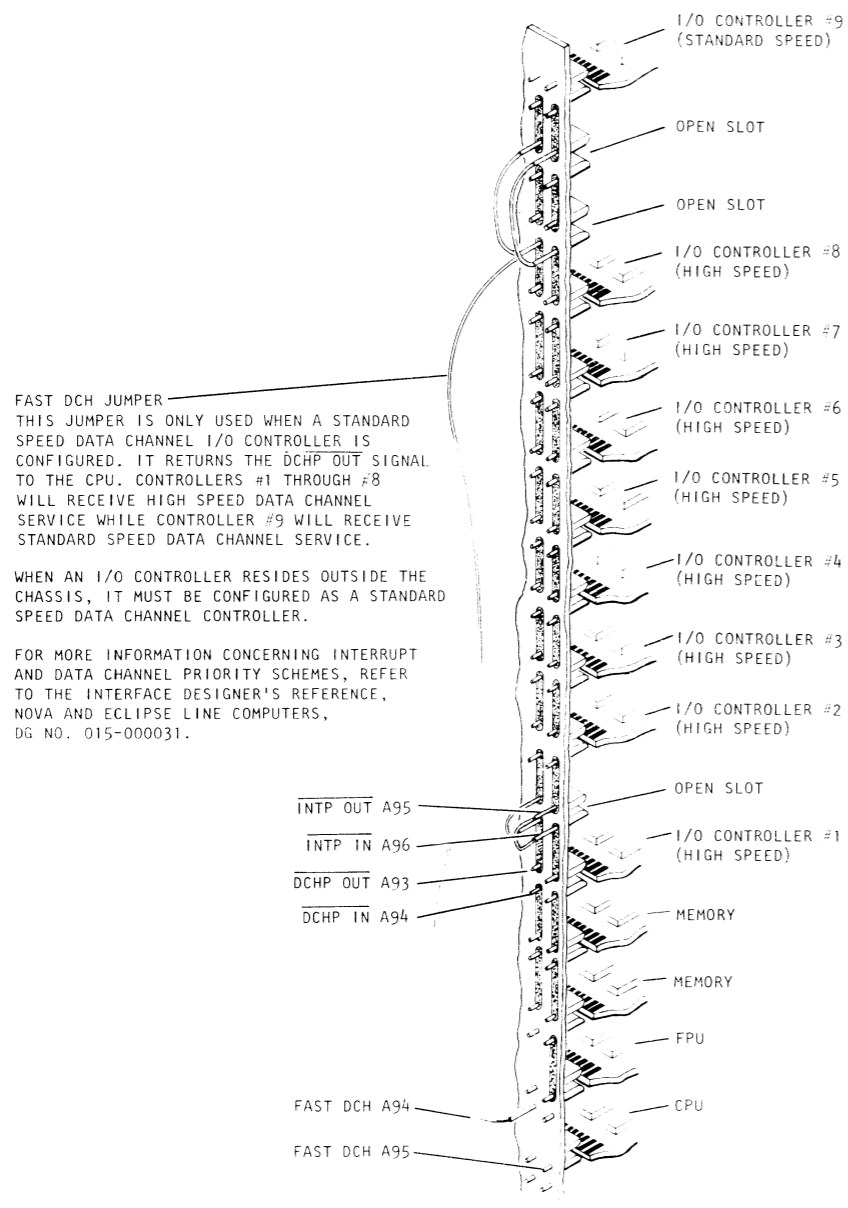 I/O CONTROLLER #9
(STANDARD SPEED)
OPEN SLOT
OPEN SLOT
I/O CONTROLLER #8
(HIGH SPEED)
I/O CONTROLLER #7
(HIGH SPEED)
I/O CONTROLLER #6
(HIGH SPEED)
I/O CONTROLLER #5
(HIGH SPEED)
I/O CONTROLLER #4
(HIGH SPEED)
I/O CONTROLLER #3
(HIGH SPEED)
I/O CONTROLLER #2
(HIGH SPEED)
OPEN SLOT
I/O CONTROLLER #1
(HIGH SPEED)
MEMORY
MEMORY
FPU
CPU
FAST DCH JUMPER
THIS JUMPER IS ONLY USED WHEN A STANDARD
SPEED DATA CHANNEL I/O CONTROLLER IS
CONFIGURED. IT RETURNS THE DCHP OUT SIGNAL
TO THE CPU. CONTROLLERS #1 THROUGH #8
WILL RECEIVE HIGH SPEED DATA CHANNEL
SERVICE WHILE CONTROLLER #9 WILL RECEIVE
STANDARD SPEED DATA CHANNEL SERVICE.
WHEN AN I/O CONTROLLER RESIDES OUTSIDE THE
CHASSIS, IT MUST BE CONFIGURED AS A STANDARD
SPEED DATA CHANNEL CONTROLLER.
FOR MORE INFORMATION CONCERNING INTERRUPT
AND DATA CHANNEL PRIORITY SCHEMES, REFER
TO THE INTERFACE DESIGNER'S REFERENCE,
NOVA AND ECLIPSE LINE COMPUTERS,
DG NO. 015-000031.
INTP OUT A95
INTP IN A96
DCHP OUT A93
DCHP IN A94
FAST DCH A94
FAST DCH A95